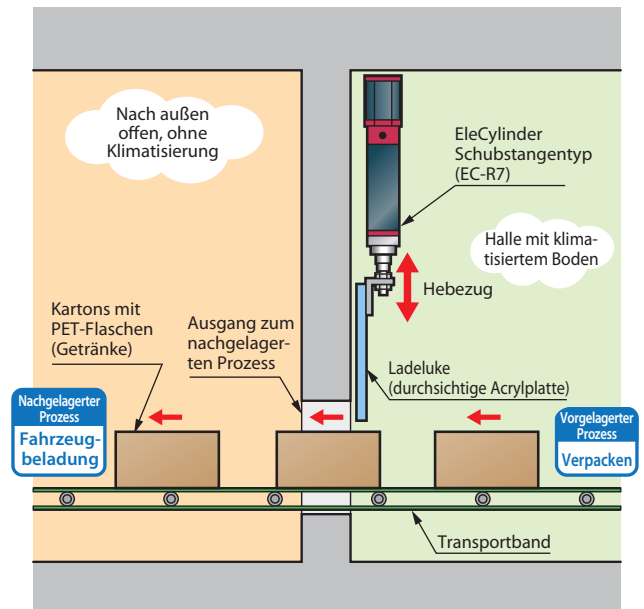 Nach außen
offen, ohne
Klimatisierung
EleCylinder
Schubstangentyp
(EC-R7)
Halle mit klima-
tisiertem Boden
Hebezug
Kartons mit
PET-Flaschen
(Getränke)
Ausgang zum
nachgelager-
ten Prozess
Ladeluke
(durchsichtige Acrylplatte)
Nachgelagerter
Prozess
Fahrzeug-
beladung
Vorgelagerter
Prozess
Verpacken
Transportband